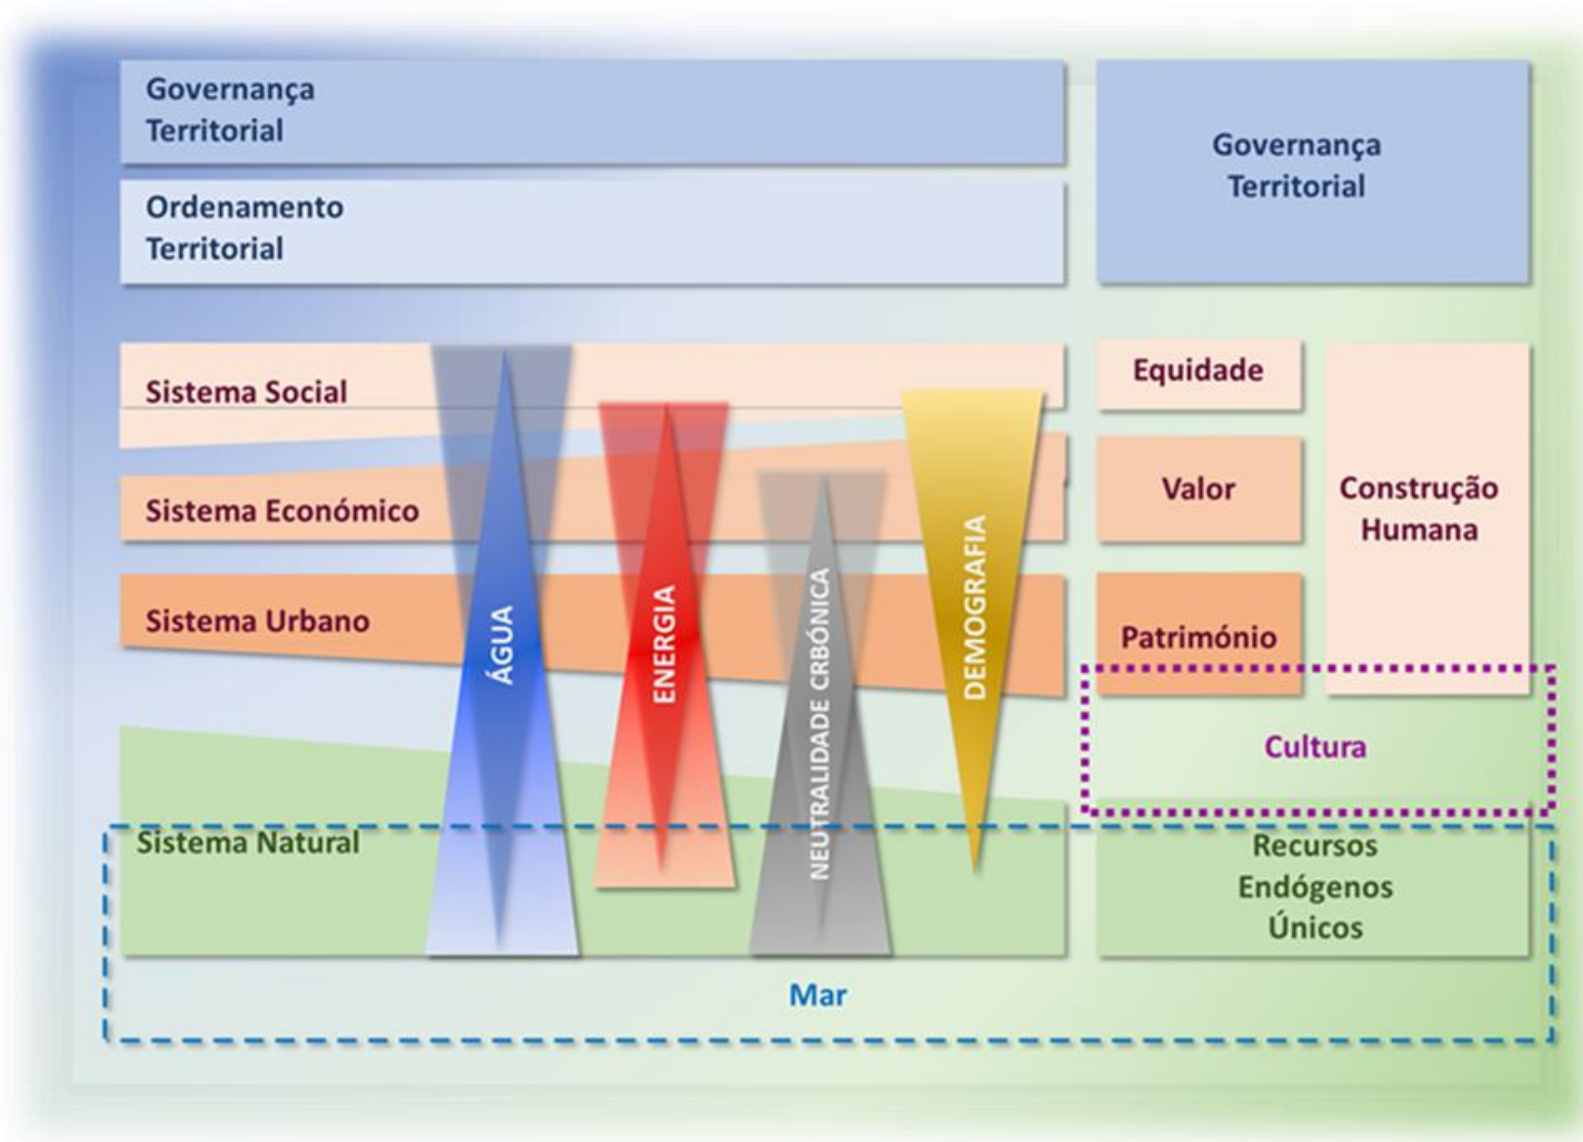 Governança
Territorial
Ordenamento
Territorial
Governança
Territorial
Sistema Social
Sistema Económico
Sistema Urbano
Sistema Natural
ÁGUA
ENERGIA
NEUTRALIDADE CRBÓNICA
DEMOGRAFIA
Equidade
Valor
Património
Construção
Humana
Cultura
Recursos
Endógenos
Únicos
Mar